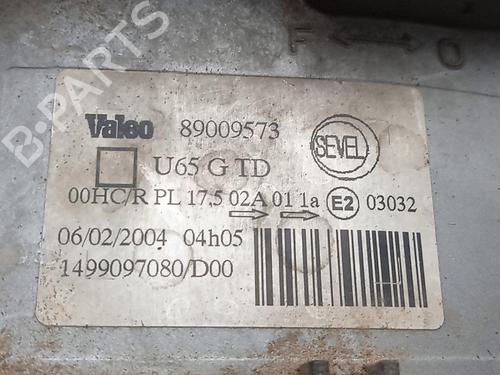 F O
Valeo 89009573 SEVEL
U65 G TD
00HC/R PL 17,5 02A 01 1a E2 03032
06/02/2004 04h05
1499097080/D00
B-PARTS